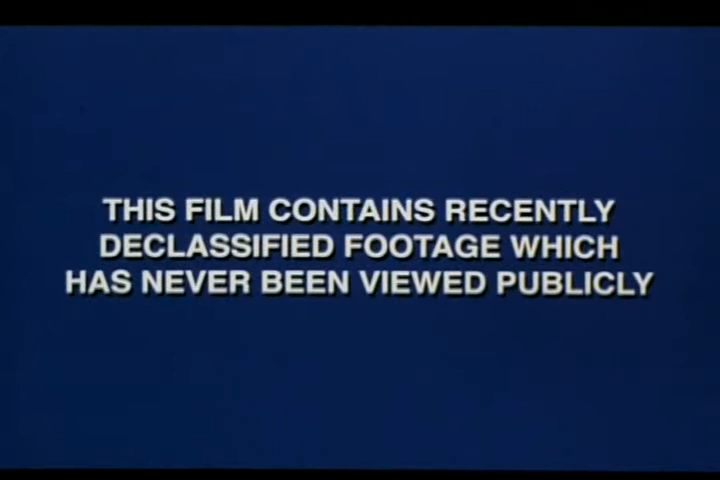 THIS FILM CONTAINS RECENTLY
DECLASSIFIED FOOTAGE WHICH
HAS NEVER BEEN VIEWED PUBLICLY